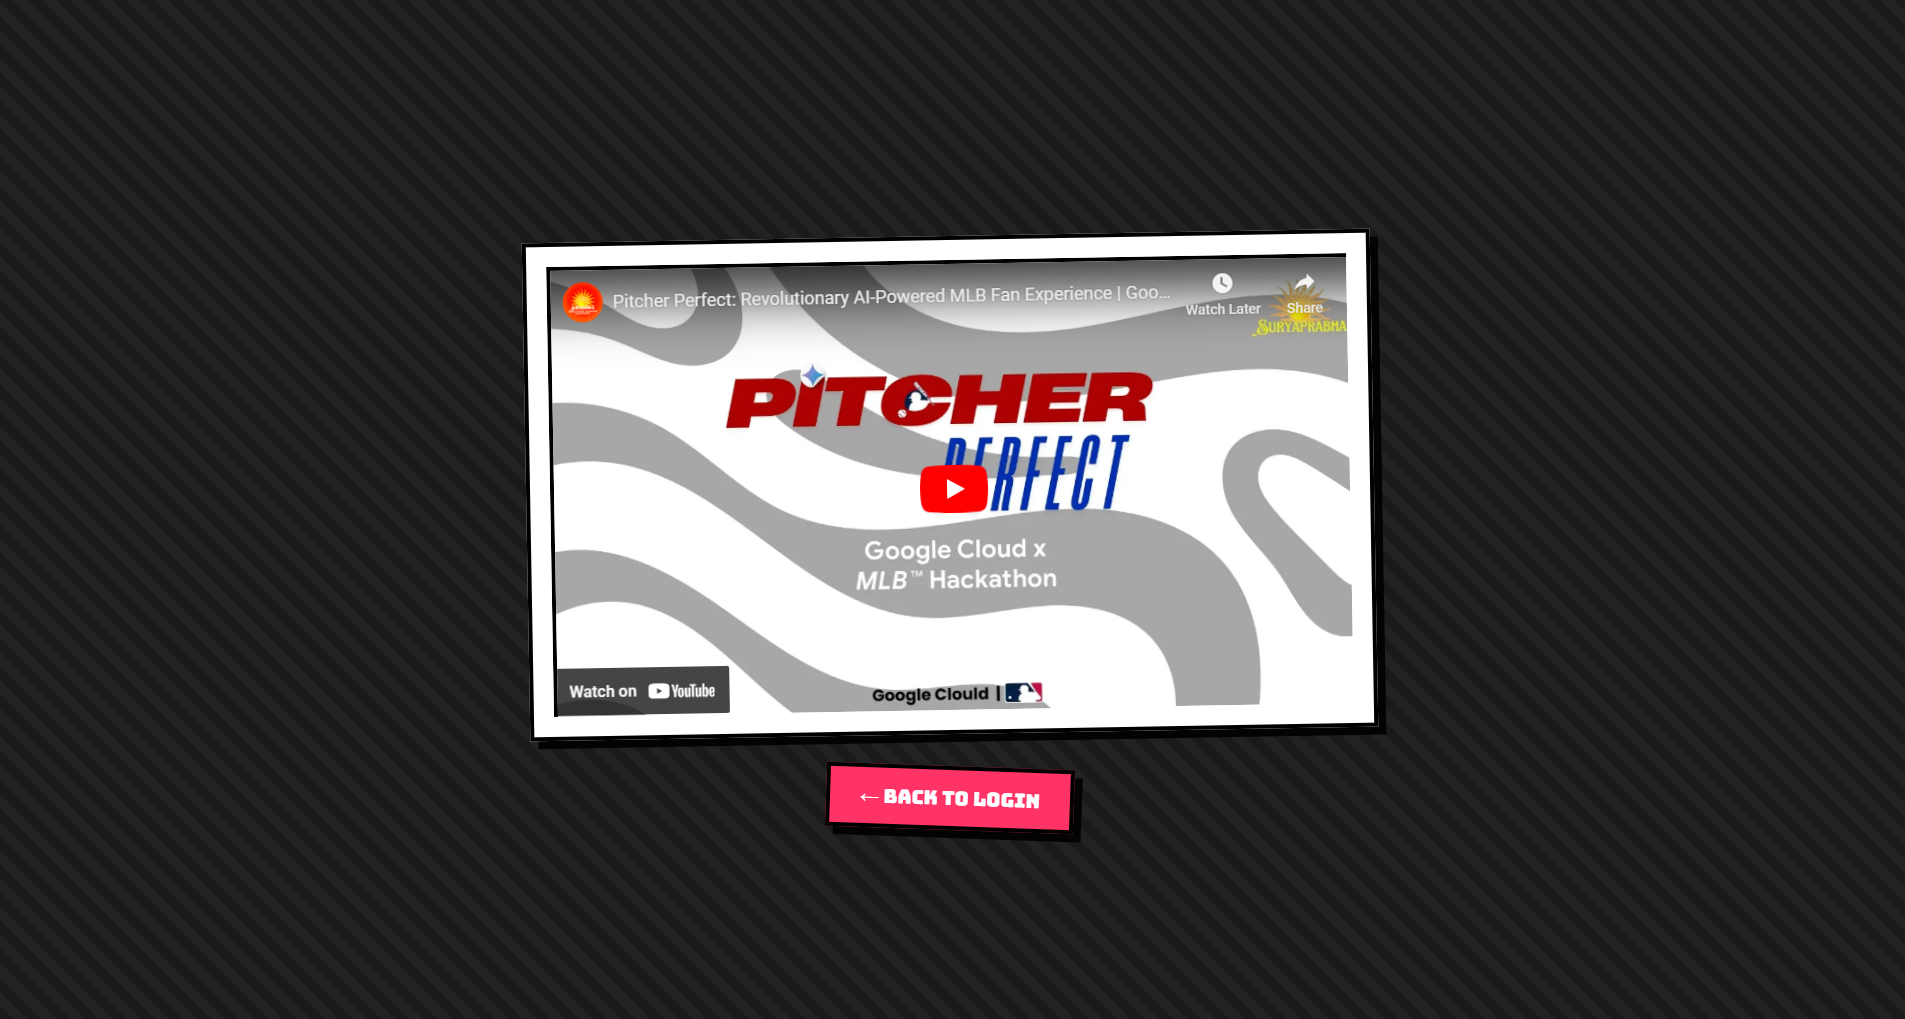 Pitcher Perfect: Revolutionary AI-Powered MLB Fan Experience | Goo...
Watch Later
Share
SURYAPRABHA
PiTCHER
PERFECT
Google Cloud x
MLB™ Hackathon
Watch on YouTube
Google Clould |
← BACK TO LOGIN